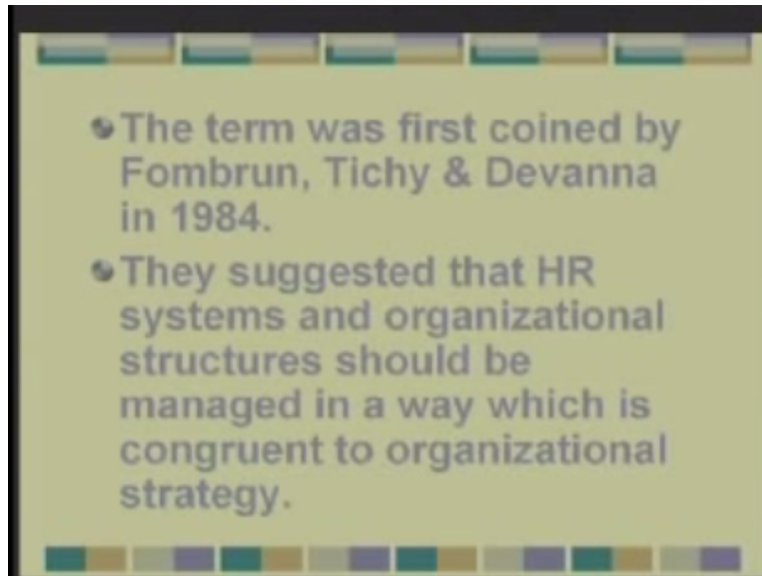 The term was first coined by
Fombrun, Tichy & Devanna
in 1984.
They suggested that HR
systems and organizational
structures should be
managed in a way which is
congruent to organizational
strategy.